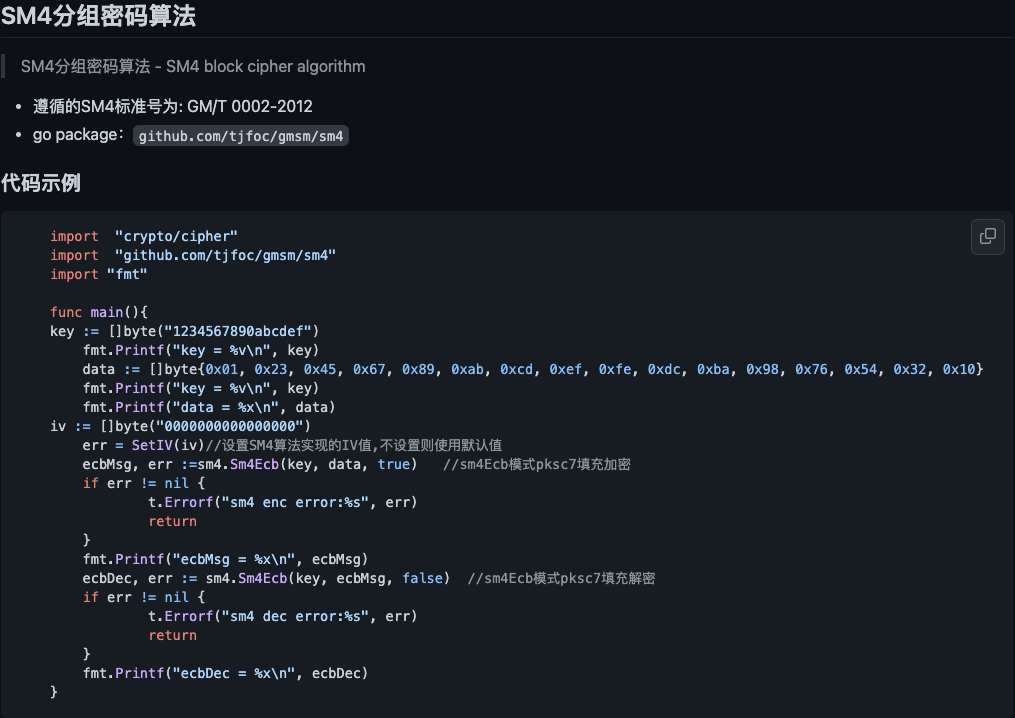 SM4分组密码算法
SM4分组密码算法 - SM4 block cipher algorithm
• 遵循的SM4标准号为: GM/T 0002-2012
• go package： github.com/tjfoc/gmsm/sm4
代码示例
import  "crypto/cipher"
import  "github.com/tjfoc/gmsm/sm4"
import "fmt"
func main(){
key := []byte("1234567890abcdef")
    fmt.Printf("key = %v\n", key)
    data := []byte{0x01, 0x23, 0x45, 0x67, 0x89, 0xab, 0xcd, 0xef, 0xfe, 0xdc, 0xba, 0x98, 0x76, 0x54, 0x32, 0x10}
    fmt.Printf("key = %v\n", key)
    fmt.Printf("data = %x\n", data)
iv := []byte("0000000000000000")
    err = SetIV(iv)//设置SM4算法实现的IV值,不设置则使用默认值
    ecbMsg, err :=sm4.Sm4Ecb(key, data, true)   //sm4Ecb模式pksc7填充加密
    if err != nil {
            t.Errorf("sm4 enc error:%s", err)
            return
    }
    fmt.Printf("ecbMsg = %x\n", ecbMsg)
    ecbDec, err := sm4.Sm4Ecb(key, ecbMsg, false)  //sm4Ecb模式pksc7填充解密
    if err != nil {
            t.Errorf("sm4 dec error:%s", err)
            return
    }
    fmt.Printf("ecbDec = %x\n", ecbDec)
}